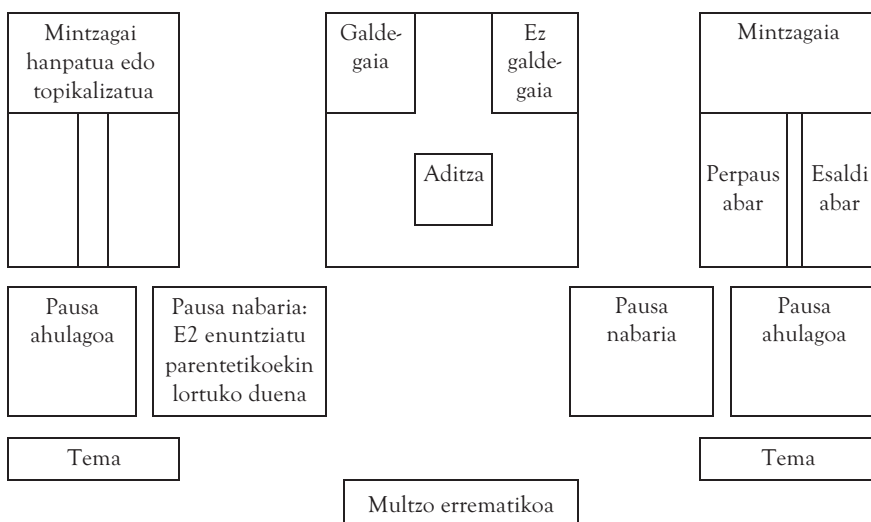 Mintzagai
hanpatua edo
topikalizatua
Galde-
gaia
Ez
galde-
gaia
Mintzagaia
Aditza
Perpaus
abar
Esaldi
abar
Pausa
ahulagoa
Pausa nabaria:
E2 enuntziatu
parentetikoekin
lortuko duena
Pausa
nabaria
Pausa
ahulagoa
Tema
Tema
Multzo errematikoa